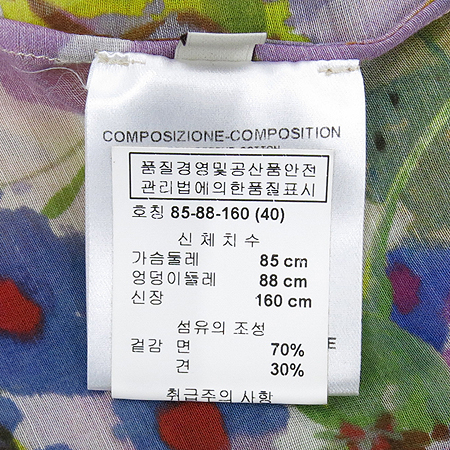 COMPOSIZIONE-COMPOSITION
품질경영및공산품안전
관리법에의한품질표시
호칭 85-88-160 (40)
신 체 치 수
가슴둘레 85 cm
엉덩이둘레 88 cm
신장 160 cm
섬유의 조성
겉감 면 70%
견 30%
취급주의 사항